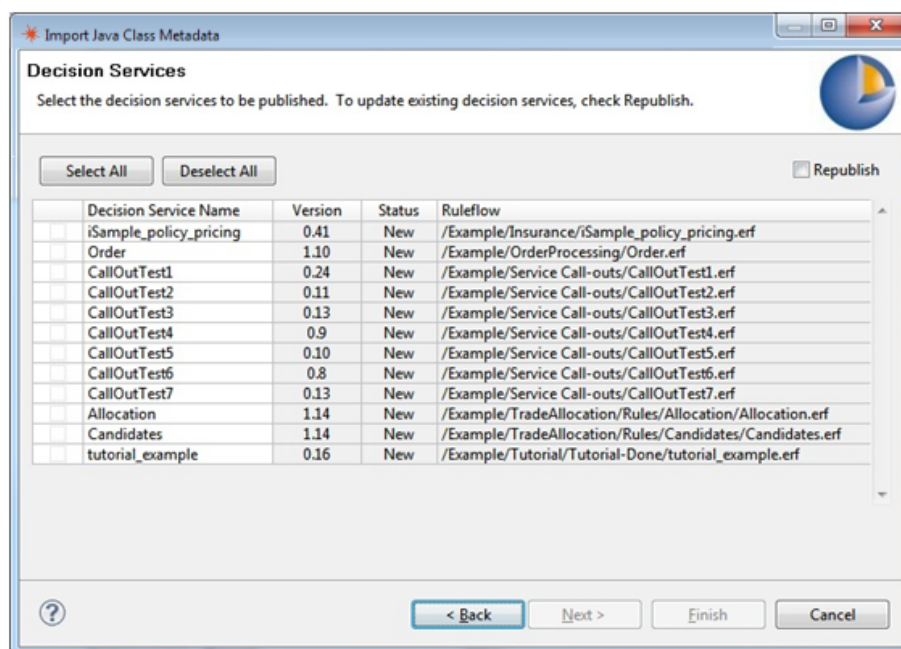 Import Java Class Metadata
Decision Services
Select the decision services to be published. To update existing decision services, check Republish.
Select All Deselect All Republish
Decision Service Name Version Status Ruleflow
iSample_policy_pricing 0.41 New /Example/Insurance/iSample_policy_pricing.erf
Order 1.10 New /Example/OrderProcessing/Order.erf
CallOutTest1 0.24 New /Example/Service Call-outs/CallOutTest1.erf
CallOutTest2 0.11 New /Example/Service Call-outs/CallOutTest2.erf
CallOutTest3 0.13 New /Example/Service Call-outs/CallOutTest3.erf
CallOutTest4 0.9 New /Example/Service Call-outs/CallOutTest4.erf
CallOutTest5 0.10 New /Example/Service Call-outs/CallOutTest5.erf
CallOutTest6 0.8 New /Example/Service Call-outs/CallOutTest6.erf
CallOutTest7 0.13 New /Example/Service Call-outs/CallOutTest7.erf
Allocation 1.14 New /Example/TradeAllocation/Rules/Allocation/Allocation.erf
Candidates 1.14 New /Example/TradeAllocation/Rules/Candidates/Candidates.erf
tutorial_example 0.16 New /Example/Tutorial/Tutorial-Done/tutorial_example.erf
? < Back Next > Finish Cancel